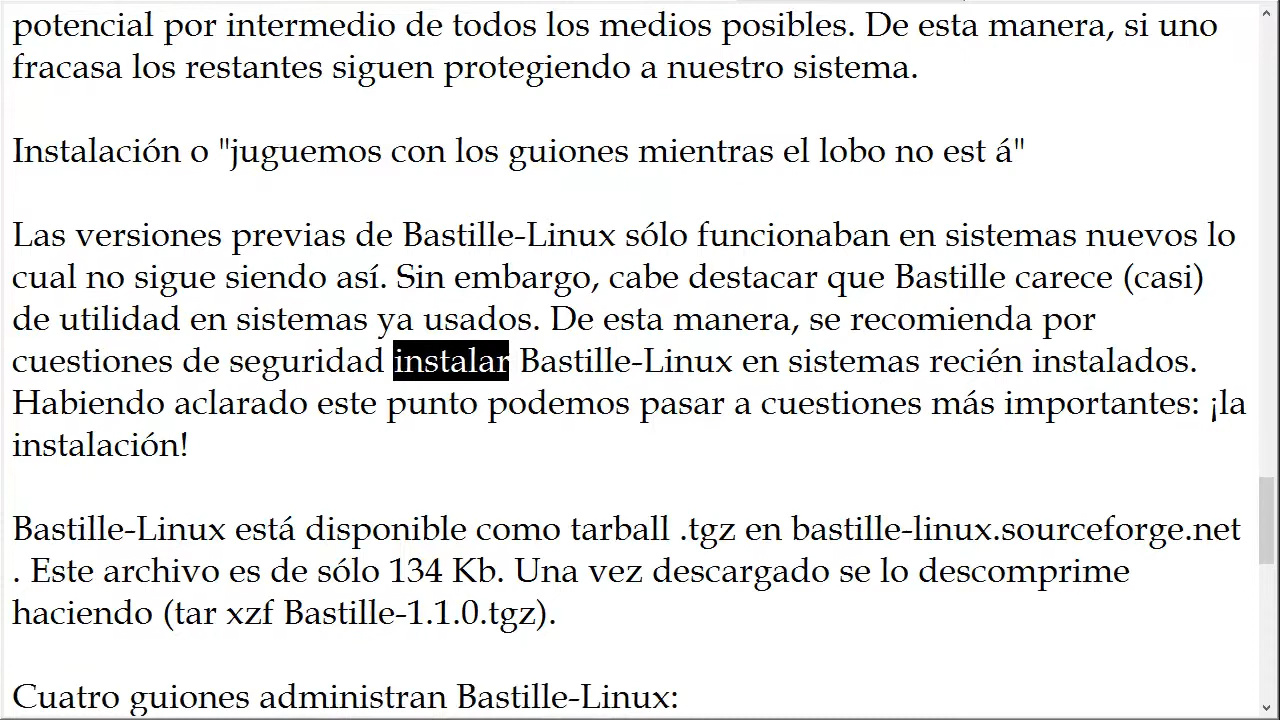 potencial por intermedio de todos los medios posibles. De esta manera, si uno
fracasa los restantes siguen protegiendo a nuestro sistema.
Instalación o "juguemos con los guiones mientras el lobo no est á"
Las versiones previas de Bastille-Linux sólo funcionaban en sistemas nuevos lo
cual no sigue siendo así. Sin embargo, cabe destacar que Bastille carece (casi)
de utilidad en sistemas ya usados. De esta manera, se recomienda por
cuestiones de seguridad instalar Bastille-Linux en sistemas recién instalados.
Habiendo aclarado este punto podemos pasar a cuestiones más importantes: ¡la
instalación!
Bastille-Linux está disponible como tarball .tgz en bastille-linux.sourceforge.net
. Este archivo es de sólo 134 Kb. Una vez descargado se lo descomprime
haciendo (tar xzf Bastille-1.1.0.tgz).
Cuatro guiones administran Bastille-Linux: